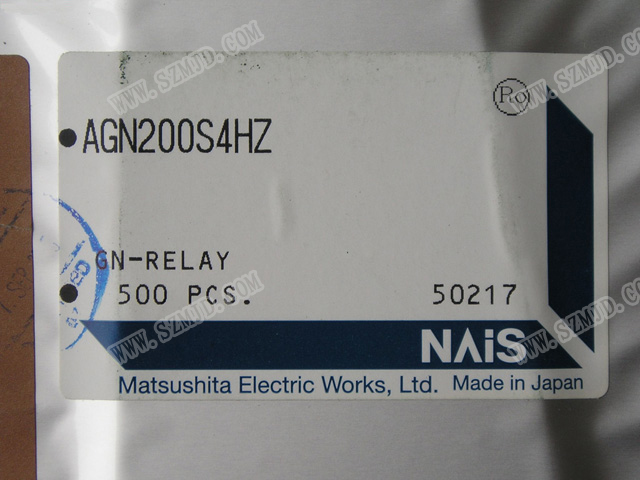 WWW.SZMJD.COM
WWW.SZMJD.COM
Ro
AGN200S4HZ
GN-RELAY
500 PCS. 50217
WWW.SZMJD.COM
WWW.SZMJD.COM
NAiS
Matsushita Electric Works, Ltd. Made in Japan